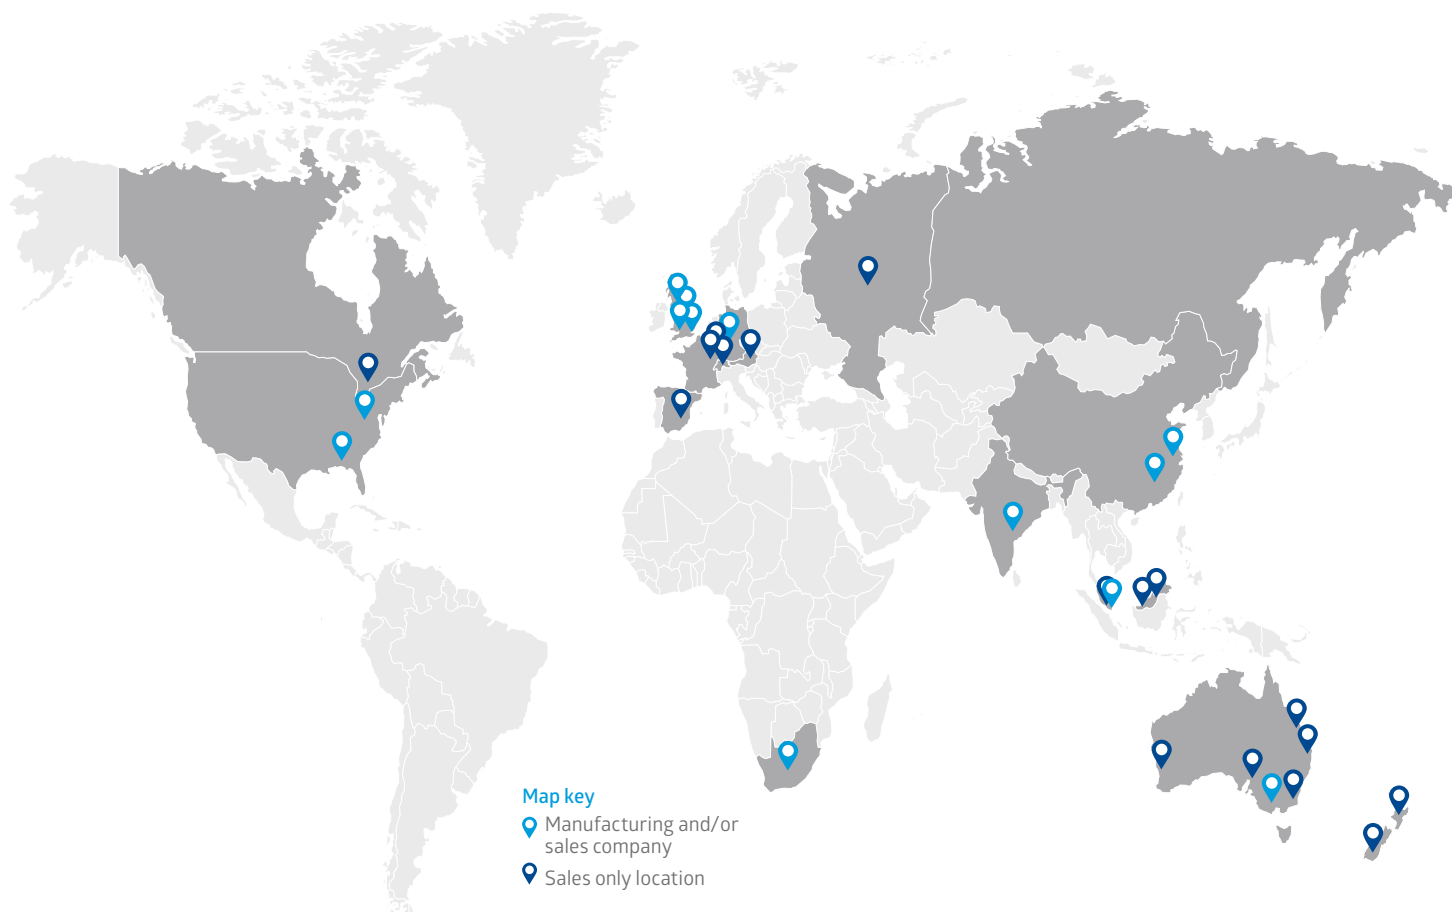 Map key
Manufacturing and/or
sales company
Sales only location